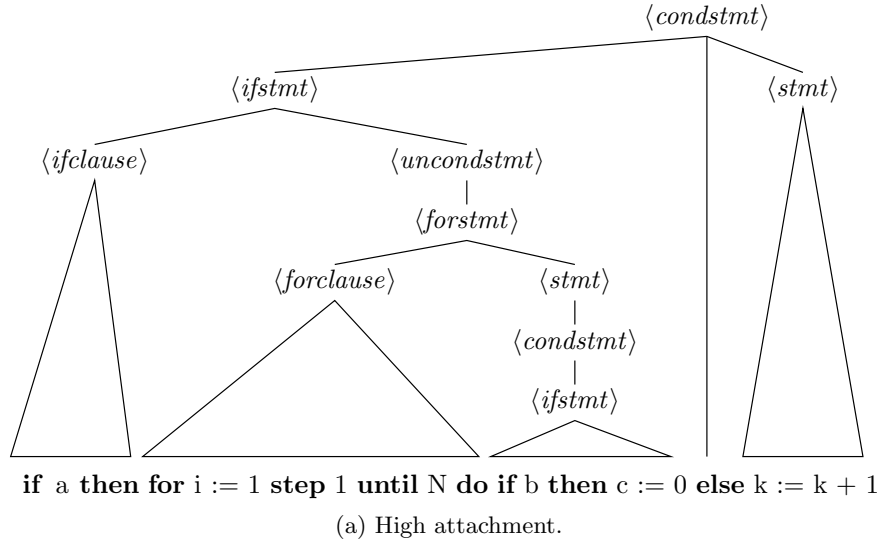 ⟨condstmt⟩
⟨ifstmt⟩ ⟨stmt⟩
⟨ifclause⟩ ⟨uncondstmt⟩
⟨forstmt⟩
⟨forclause⟩ ⟨stmt⟩
⟨condstmt⟩
⟨ifstmt⟩
if a then for i := 1 step 1 until N do if b then c := 0 else k := k + 1
(a) High attachment.